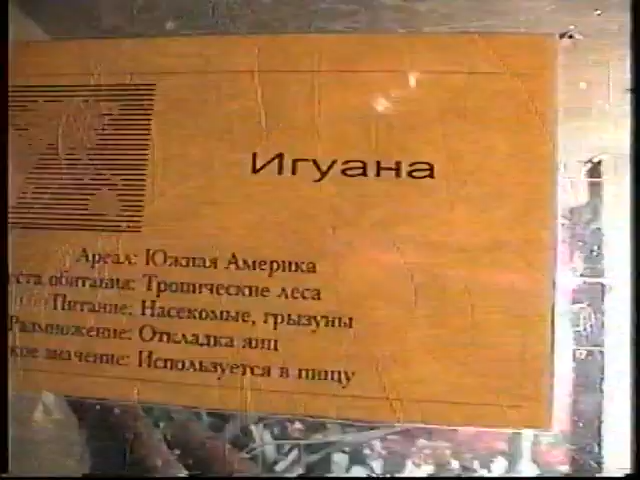 Игуана
Ареал: Южная Америка
ста обитания: Тропические леса
Питание: Насекомые, грызуны
Размножение: Откладка яиц
кое значение: Используется в пищу